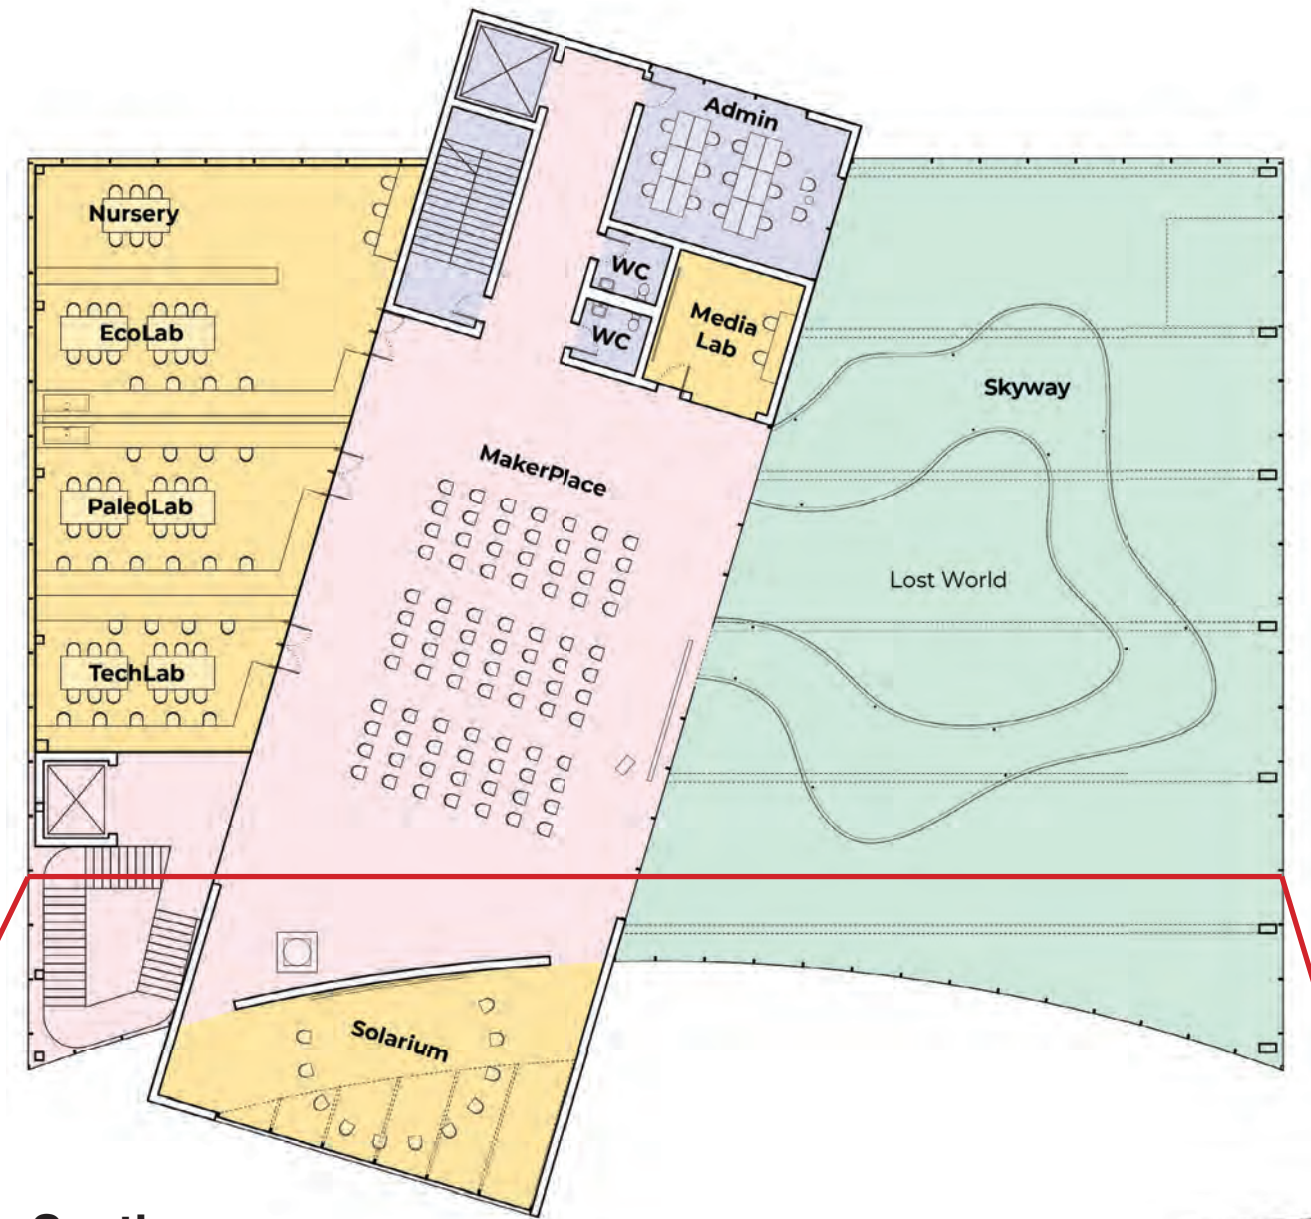 Admin
Nursery
WC
Media
Lab
EcoLab
WC
Skyway
MakerPlace
PaleoLab
Lost World
TechLab
Solarium